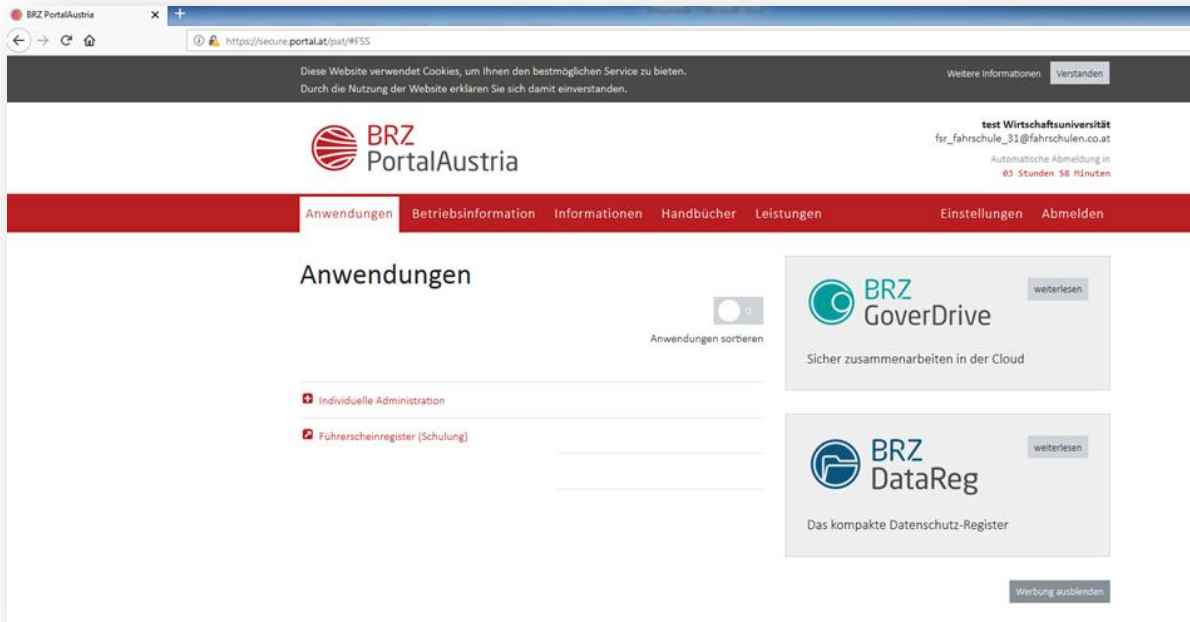 BRZ PortalAustria
https://secure.portal.at/pat/#FSS
Diese Website verwendet Cookies, um Ihnen den bestmöglichen Service zu bieten.
Durch die Nutzung der Website erklären Sie sich damit einverstanden.
Weitere Informationen
Verstanden
BRZ
PortalAustria
test Wirtschaftsuniversität
fsr_fahrschule_31@fahrschulen.co.at
Automatische Abmeldung in
03 Stunden 58 Minuten
Anwendungen Betriebsinformation Informationen Handbücher Leistungen Einstellungen Abmelden
Anwendungen
Anwendungen sortieren
Individuelle Administration
Führerscheinregister (Schulung)
BRZ
GoverDrive
weiterlesen
Sicher zusammenarbeiten in der Cloud
BRZ
DataReg
weiterlesen
Das kompakte Datenschutz-Register
Werbung ausblenden